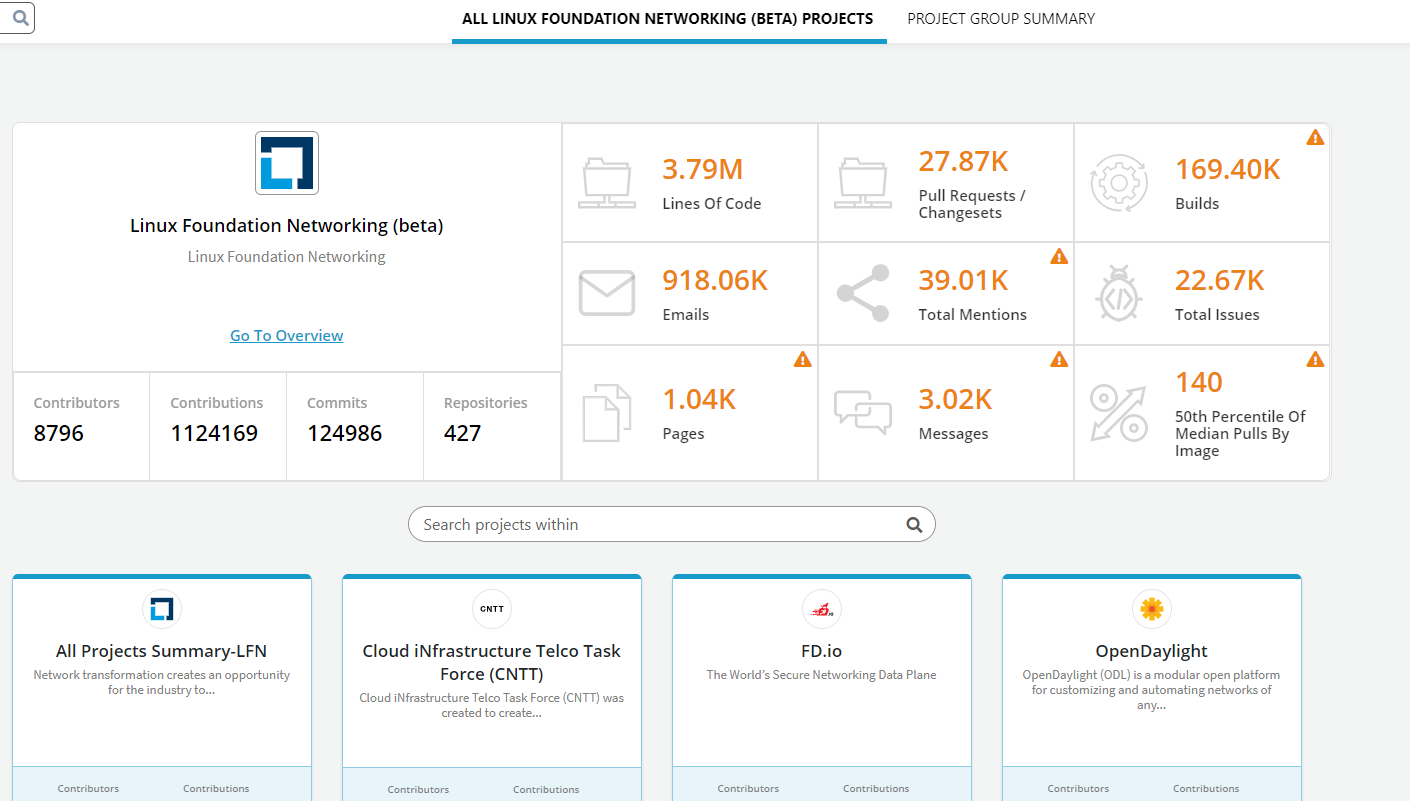 ALL LINUX FOUNDATION NETWORKING (BETA) PROJECTS
PROJECT GROUP SUMMARY
Linux Foundation Networking (beta)
Linux Foundation Networking
Go To Overview
Contributors
8796
Contributions
1124169
Commits
124986
Repositories
427
3.79M
Lines Of Code
27.87K
Pull Requests /
Changesets
169.40K
Builds
918.06K
Emails
39.01K
Total Mentions
22.67K
Total Issues
1.04K
Pages
3.02K
Messages
140
50th Percentile Of
Median Pulls By
Image
Search projects within
All Projects Summary-LFN
Network transformation creates an opportunity
for the industry to...
Contributors
Contributions
CNTT
Cloud iNfrastructure Telco Task
Force (CNTT)
Cloud iNfrastructure Telco Task Force (CNTT) was
created to create...
Contributors
Contributions
FD.io
The World's Secure Networking Data Plane
Contributors
Contributions
OpenDaylight
OpenDaylight (ODL) is a modular open platform
for customizing and automating networks of
any...
Contributors
Contributions